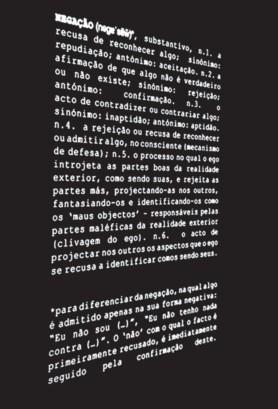 NEGAÇÃO (nega'sãũ)*, substantivo, n.1. a
recusa de reconhecer algo; sinônimo:
repudiação; antónimo: aceitação. n.2. a
afirmação de que algo não é verdadeiro
ou não existe; sinónimo: rejeição;
antónimo: confirmação. n.3. o
acto de contradizer ou contrariar algo;
sinónimo: inaptidão; antónimo: aptidão.
n.4. a rejeição ou recusa de reconhecer
ou admitir algo, no consciente (mecanismo
de defesa); n.5. o processo no qual o ego
introjeta as partes boas da realidade
exterior, como sendo suas, e rejeita as
partes más, projectando-as nos outros,
fantasiando-os e identificando-os como
os 'maus objectos' - responsáveis pelas
partes maléficas da realidade exterior
(clivagem do ego). n.6. o acto de
projectar nos outros os aspectos que o ego
se recusa a identificar como sendo seus.
*para diferenciar da negação, na qual algo
é admitido apenas na sua forma negativa:
"Eu não sou (…)", "Eu não tenho nada
contra (…)". O 'não' com o qual o facto é
primeiramente recusado, é imediatamente
seguido pela confirmação deste.